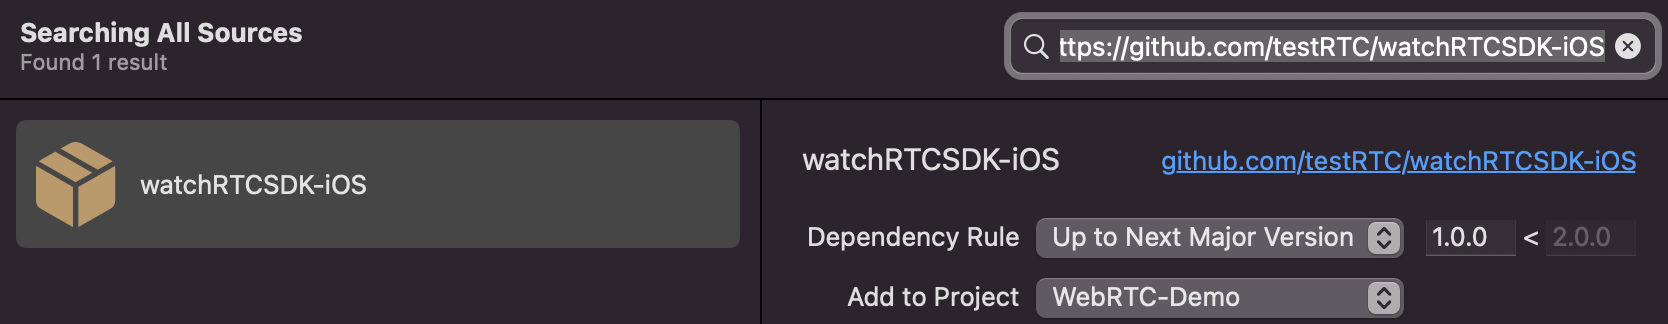 Searching All Sources
Found 1 result
ttps://github.com/testRTC/watchRTCSDK-iOS
watchRTCSDK-iOS
watchRTCSDK-iOS github.com/testRTC/watchRTCSDK-iOS
Dependency Rule Up to Next Major Version 1.0.0 < 2.0.0
Add to Project WebRTC-Demo